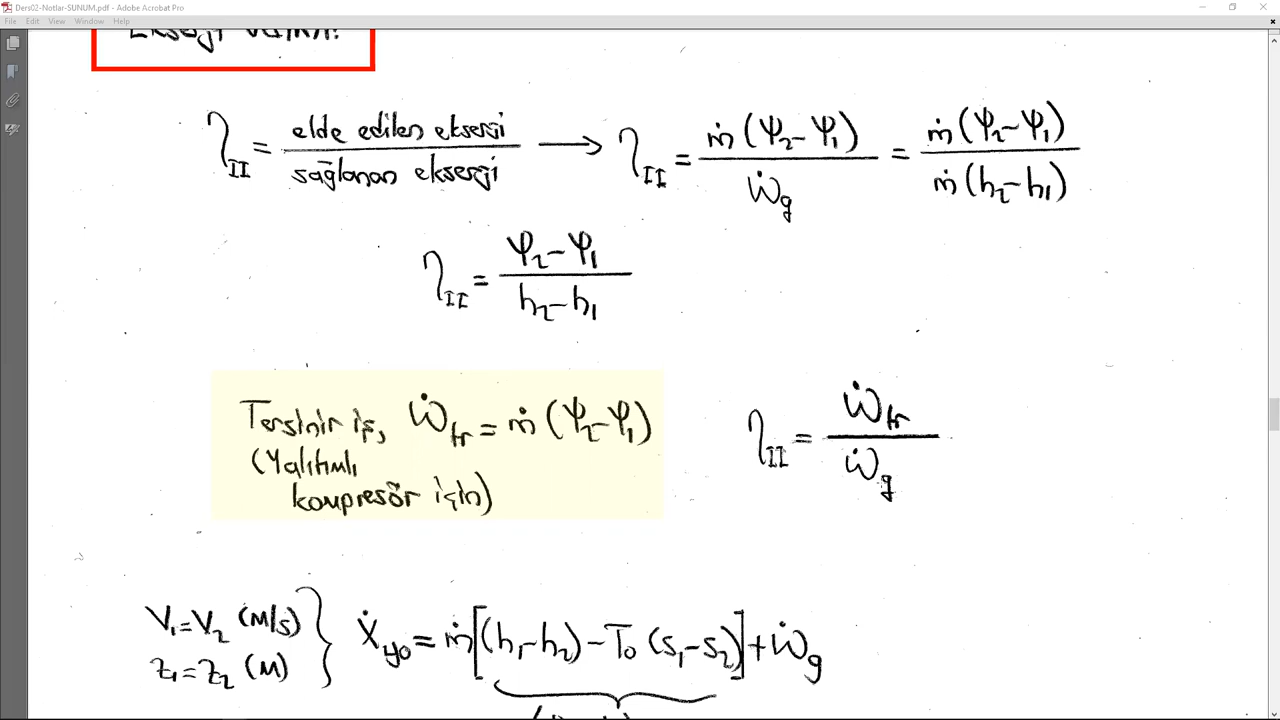 Ders02-Notlar-SUNUM.pdf - Adobe Acrobat Pro
File Edit View Window Help
Ekserji verimi:
η_II = elde edilen ekserji / sağlanan ekserji → η_II = ṁ(Ψ₂-Ψ₁) / Ẇg = ṁ(Ψ₂-Ψ₁) / ṁ(h₂-h₁)
η_II = Ψ₂-Ψ₁ / h₂-h₁
Tersinir iş, Ẇtr = ṁ(Ψ₂-Ψ₁)
(Yalıtımlı
kompresör için)
η_II = Ẇtr / Ẇg
V₁=V₂ (m/s)
z₁=z₂ (m)
} Ẋyo = ṁ[(h₁-h₂)-T₀(s₁-s₂)]+Ẇg